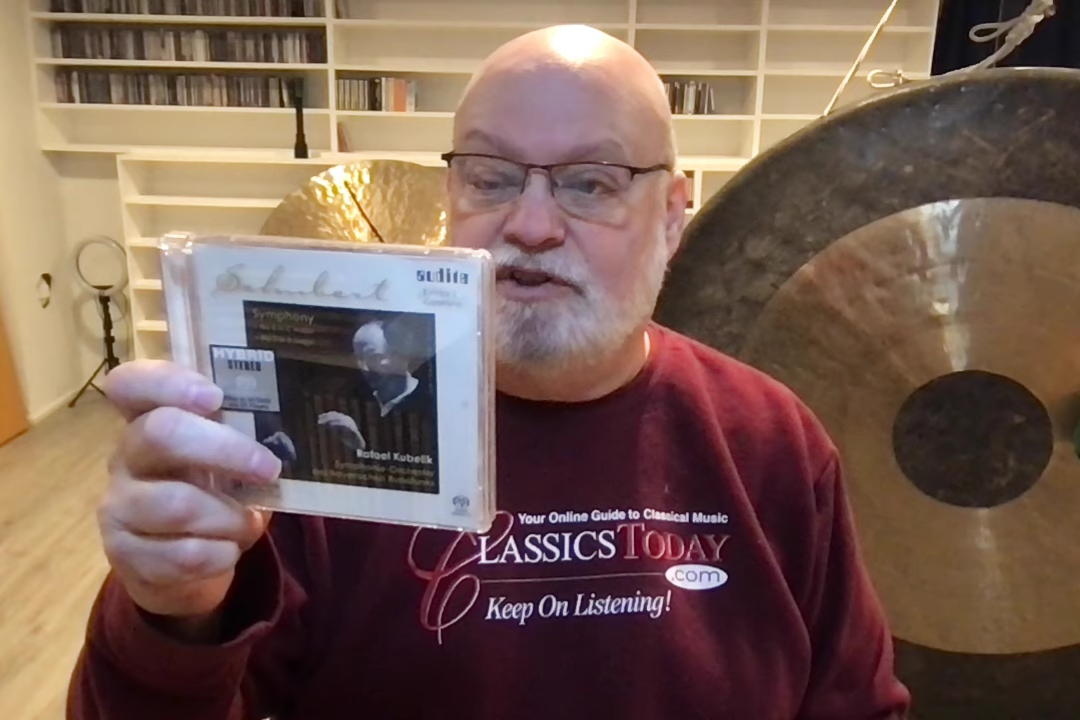 Schubert
audite
Symphony
HYBRID
STEREO
Rafael Kubelik
Symphonie-Orchester
des Bayerischen Rundfunks
Your Online Guide to Classical Music
CLASSICSTODAY
.com
Keep On Listening!